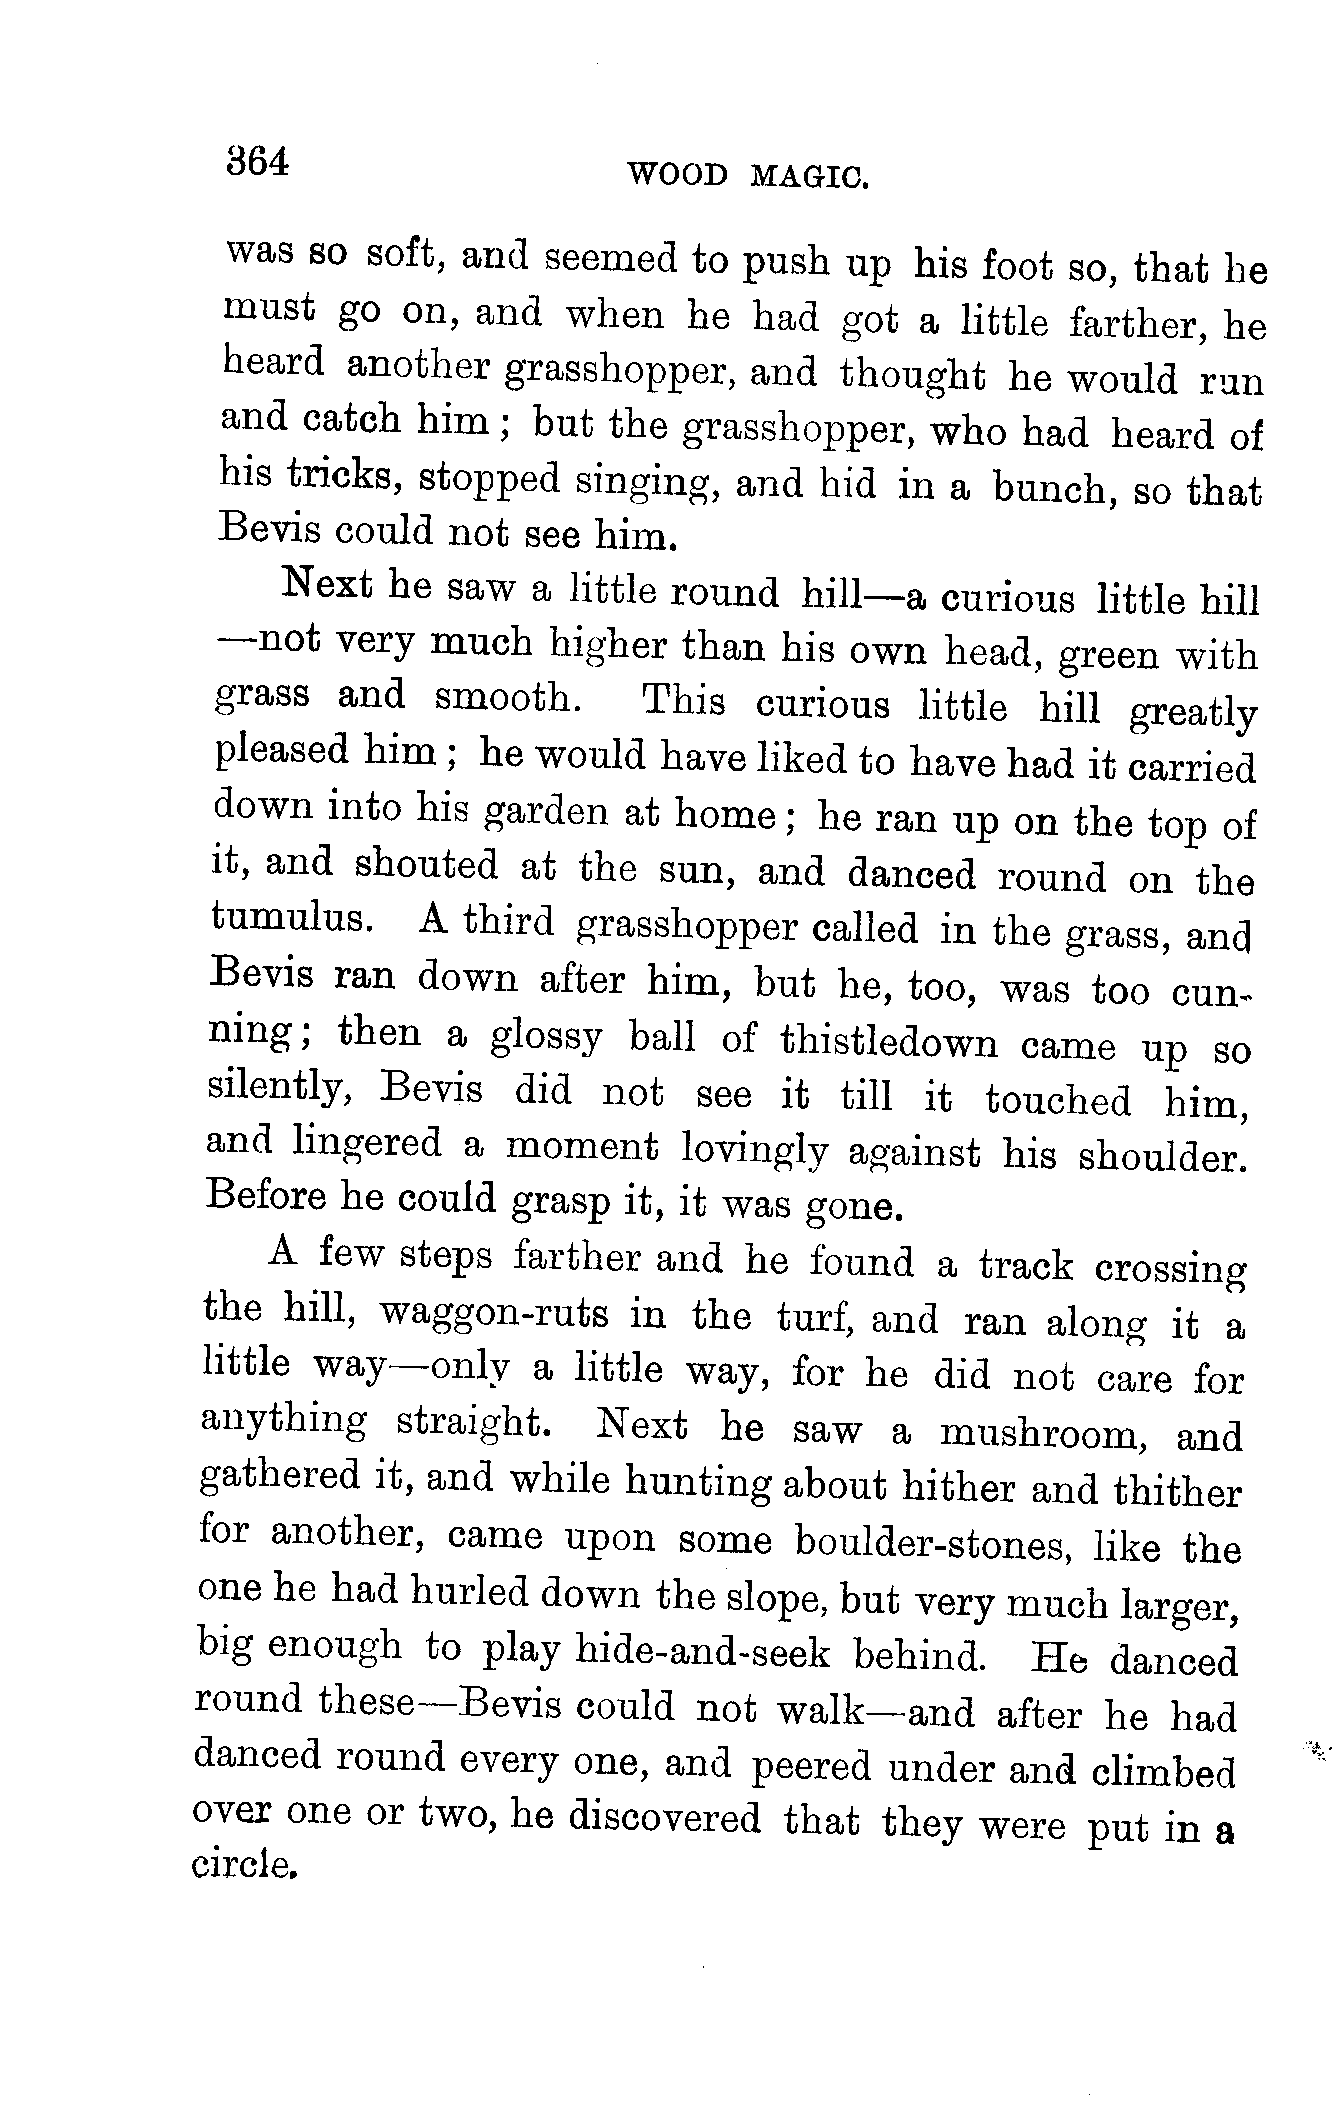 364
WOOD MAGIC.
was so soft, and seemed to push up his foot so, that he
must go on, and when he had got a little farther, he
heard another grasshopper, and thought he would run
and catch him ; but the grasshopper, who had heard of
his tricks, stopped singing, and hid in a bunch, so that
Bevis could not see him.
Next he saw a little round hill—a curious little hill
—not very much higher than his own head, green with
grass and smooth. This curious little hill greatly
pleased him ; he would have liked to have had it carried
down into his garden at home ; he ran up on the top of
it, and shouted at the sun, and danced round on the
tumulus. A third grasshopper called in the grass, and
Bevis ran down after him, but he, too, was too cun-
ning ; then a glossy ball of thistledown came up so
silently, Bevis did not see it till it touched him,
and lingered a moment lovingly against his shoulder.
Before he could grasp it, it was gone.
A few steps farther and he found a track crossing
the hill, waggon-ruts in the turf, and ran along it a
little way—only a little way, for he did not care for
anything straight. Next he saw a mushroom, and
gathered it, and while hunting about hither and thither
for another, came upon some boulder-stones, like the
one he had hurled down the slope, but very much larger,
big enough to play hide-and-seek behind. He danced
round these—Bevis could not walk—and after he had
danced round every one, and peered under and climbed
over one or two, he discovered that they were put in a
circle.